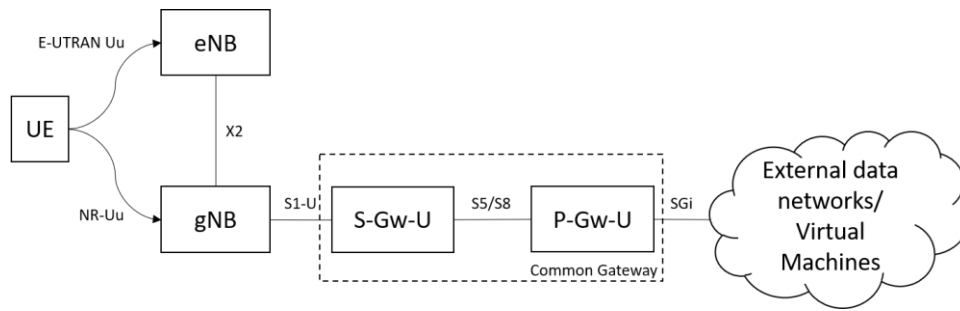 E-UTRAN Uu
eNB
UE
X2
NR-Uu
gNB
S1-U
S-Gw-U
S5/S8
P-Gw-U
SGi
Common Gateway
External data
networks/
Virtual
Machines